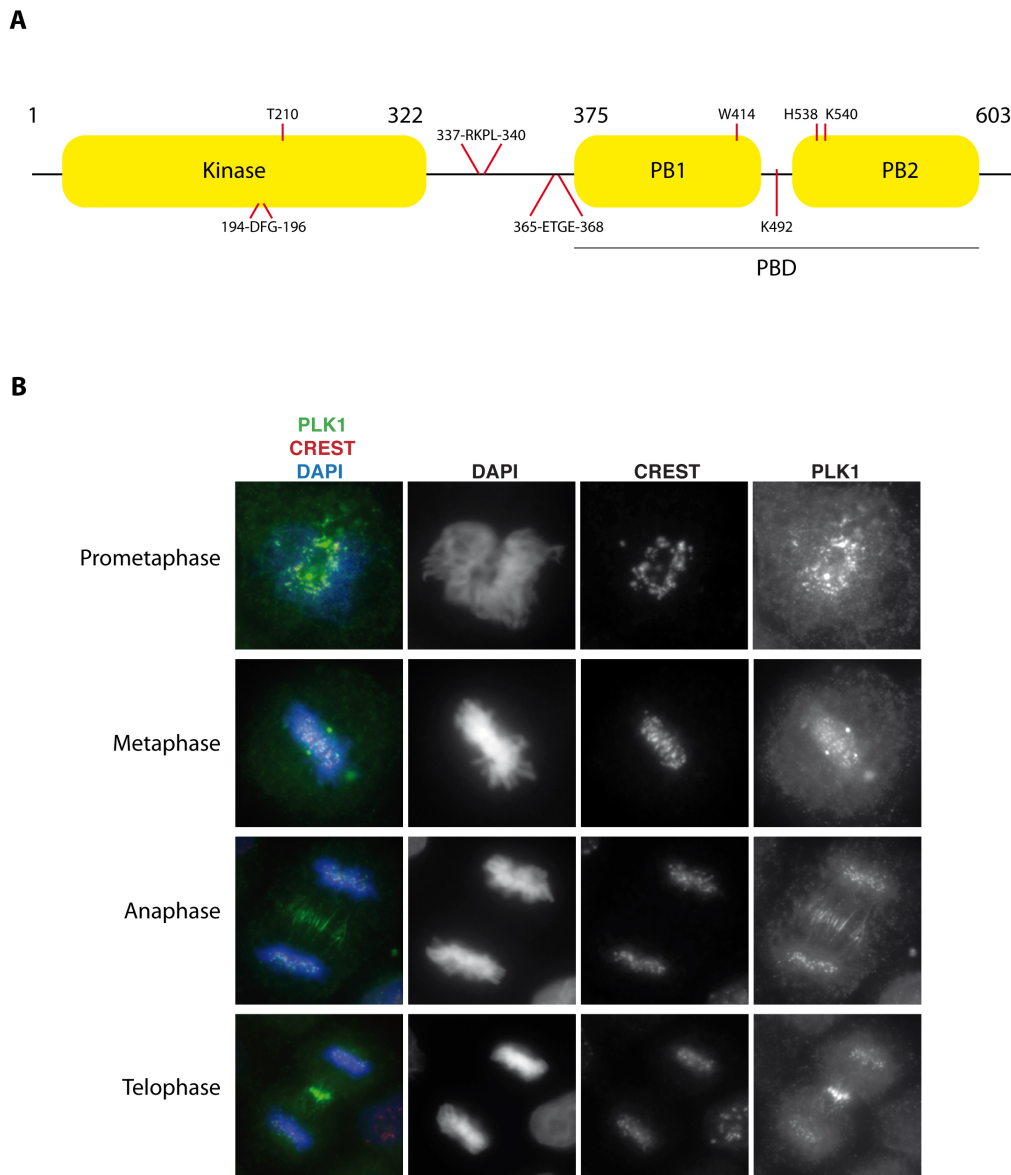 A
1
T210
322
375
W414
H538
K540
603
337-RKPL-340
Kinase
PB1
PB2
194-DFG-196
365-ETGE-368
K492
PBD
B
PLK1
CREST
DAPI
DAPI
CREST
PLK1
Prometaphase
Metaphase
Anaphase
Telophase